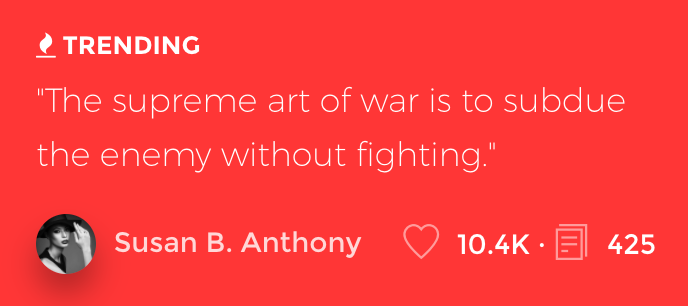 TRENDING
"The supreme art of war is to subdue
the enemy without fighting."
Susan B. Anthony 10.4K · 425